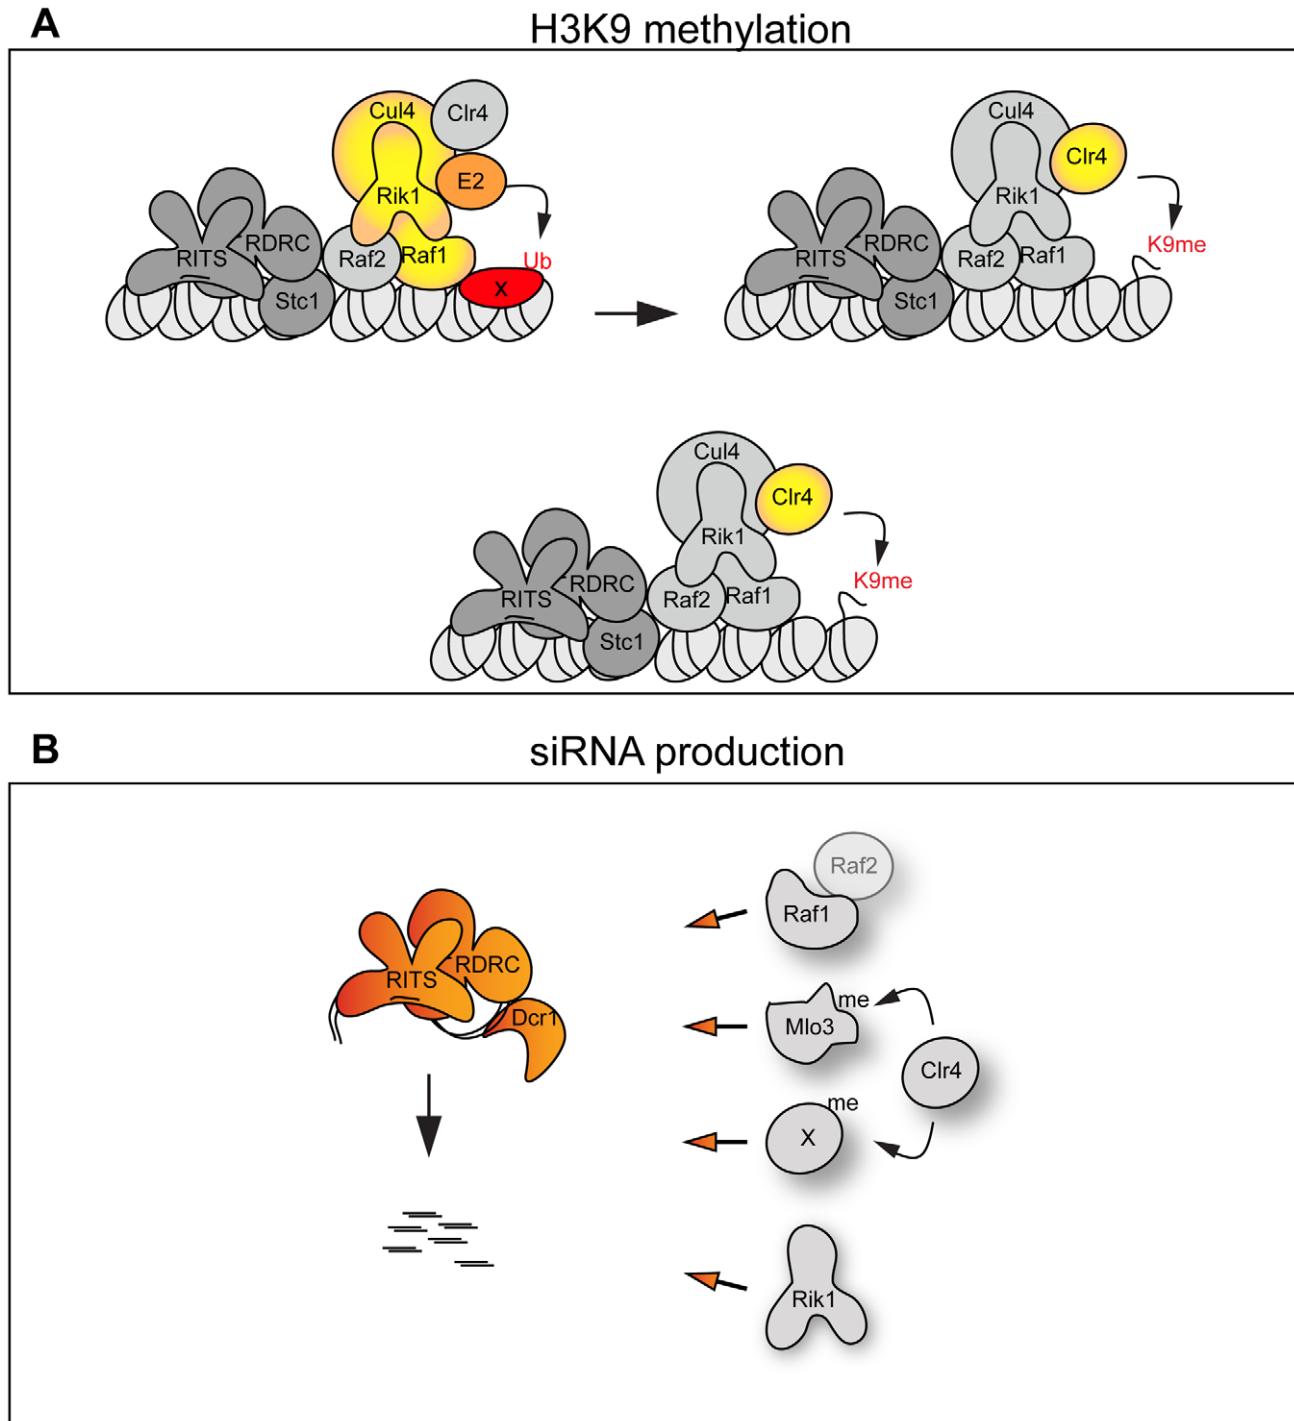 A
H3K9 methylation
Cul4
Clr4
E2
Rik1
RITS
RDRC
Raf2
Raf1
Ub
Stc1
X
Cul4
Clr4
Rik1
RITS
RDRC
Raf2
Raf1
K9me
Stc1
Cul4
Clr4
Rik1
RITS
RDRC
Raf2
Raf1
K9me
Stc1
B
siRNA production
Raf2
Raf1
RITS
RDRC
Dcr1
me
Mlo3
Clr4
me
X
Rik1